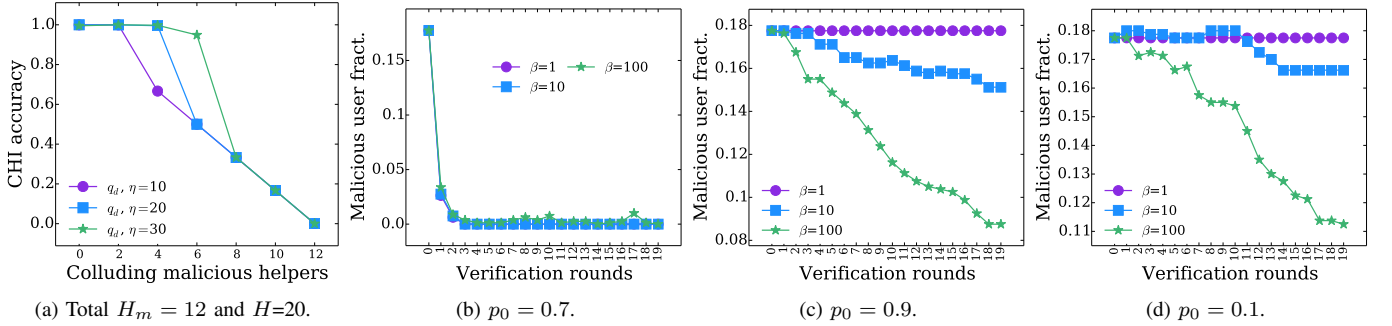 CHI accuracy
1.0
0.8
0.6
0.4
0.2
0.0
q_d, η=10
q_d, η=20
q_d, η=30
0 2 4 6 8 10 12
Colluding malicious helpers
(a) Total H_m = 12 and H=20.
Malicious user fract.
0.15
0.1
0.05
0.0
β=1
β=10
β=100
0 1 2 3 4 5 6 7 8 9 10 11 12 13 14 15 16 17 18 19
Verification rounds
(b) p_0 = 0.7.
Malicious user fract.
0.18
0.16
0.14
0.12
0.1
0.08
β=1
β=10
β=100
0 1 2 3 4 5 6 7 8 9 10 11 12 13 14 15 16 17 18 19
Verification rounds
(c) p_0 = 0.9.
Malicious user fract.
0.18
0.17
0.16
0.15
0.14
0.13
0.12
0.11
β=1
β=10
β=100
0 1 2 3 4 5 6 7 8 9 10 11 12 13 14 15 16 17 18 19
Verification rounds
(d) p_0 = 0.1.